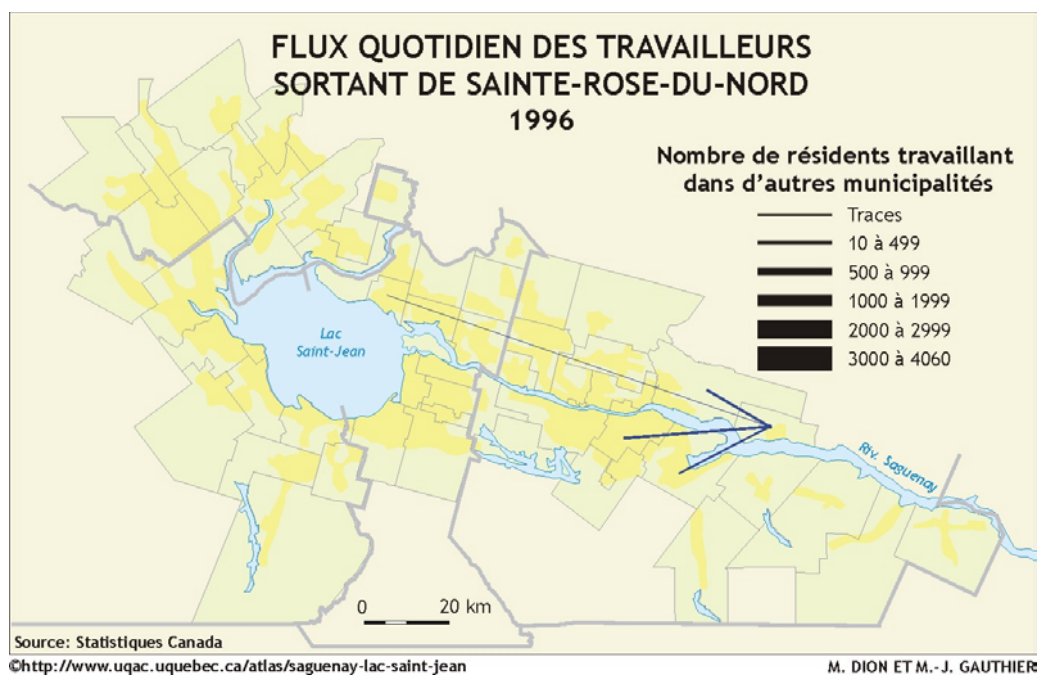 FLUX QUOTIDIEN DES TRAVAILLEURS
SORTANT DE SAINTE-ROSE-DU-NORD
1996
Nombre de résidents travaillant
dans d'autres municipalités
Traces
10 à 499
500 à 999
1000 à 1999
2000 à 2999
3000 à 4060
Lac
Saint-Jean
Riv. Saguenay
0 20 km
Source: Statistiques Canada
©http://www.uqac.uquebec.ca/atlas/saguenay-lac-saint-jean
M. DION ET M.-J. GAUTHIER